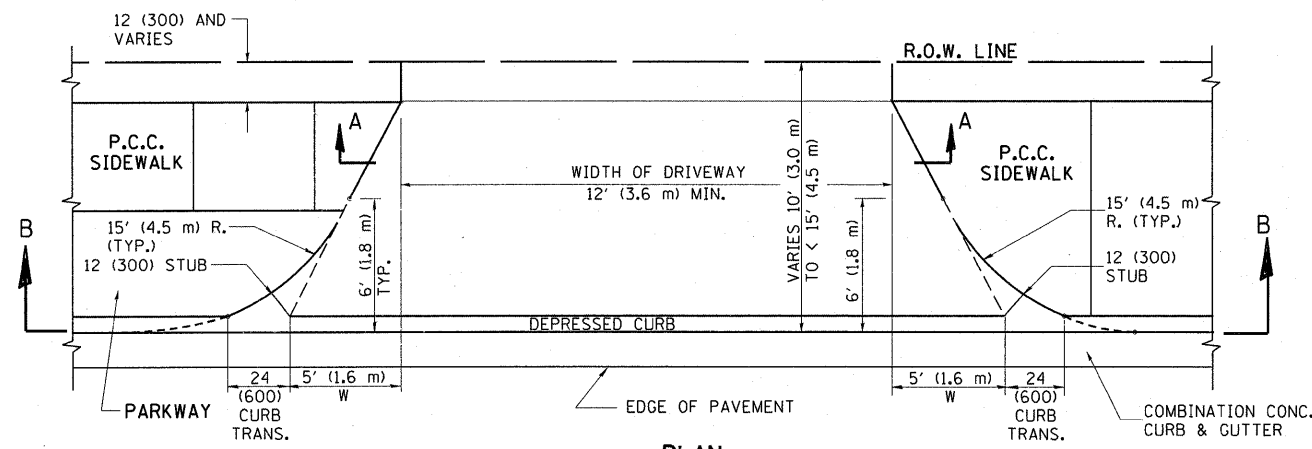 12 (300) AND
VARIES
R.O.W. LINE
A
A
P.C.C.
SIDEWALK
P.C.C.
SIDEWALK
WIDTH OF DRIVEWAY
12' (3.6 m) MIN.
VARIES 10' (3.0 m)
TO < 15' (4.5 m)
15' (4.5 m) R.
(TYP.)
12 (300) STUB
6' (1.8 m)
TYP.
6' (1.8 m)
15' (4.5 m)
R. (TYP.)
12 (300)
STUB
B
B
DEPRESSED CURB
24
(600)
CURB
TRANS.
5' (1.6 m)
W
5' (1.6 m)
W
24
(600)
CURB
TRANS.
PARKWAY
EDGE OF PAVEMENT
COMBINATION CONC.
CURB & GUTTER